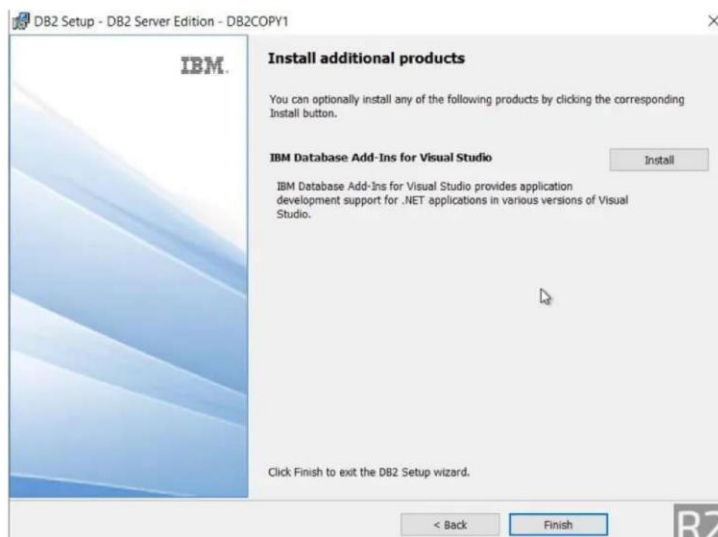 DB2 Setup - DB2 Server Edition - DB2COPY1
IBM.
Install additional products
You can optionally install any of the following products by clicking the corresponding
Install button.
IBM Database Add-Ins for Visual Studio
Install
IBM Database Add-Ins for Visual Studio provides application
development support for .NET applications in various versions of Visual
Studio.
Click Finish to exit the DB2 Setup wizard.
< Back
Finish
R2